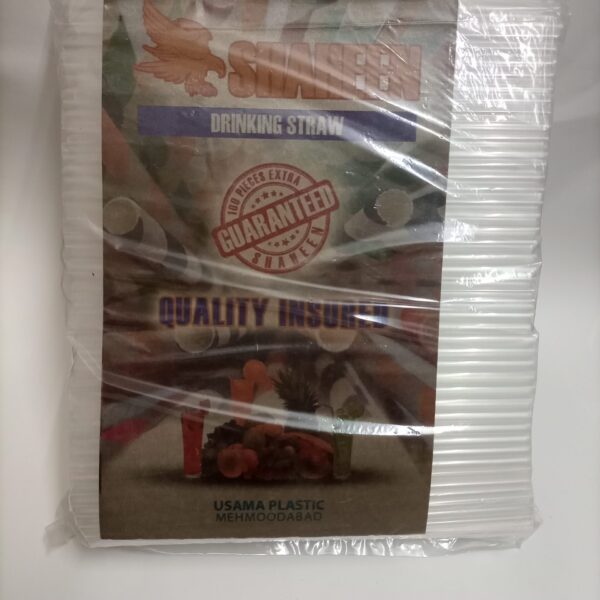 SHAHEEN
DRINKING STRAW
100 PIECES EXTRA
GUARANTEED
SHAHEEN
QUALITY INSURED
USAMA PLASTIC
MEHMOODABAD